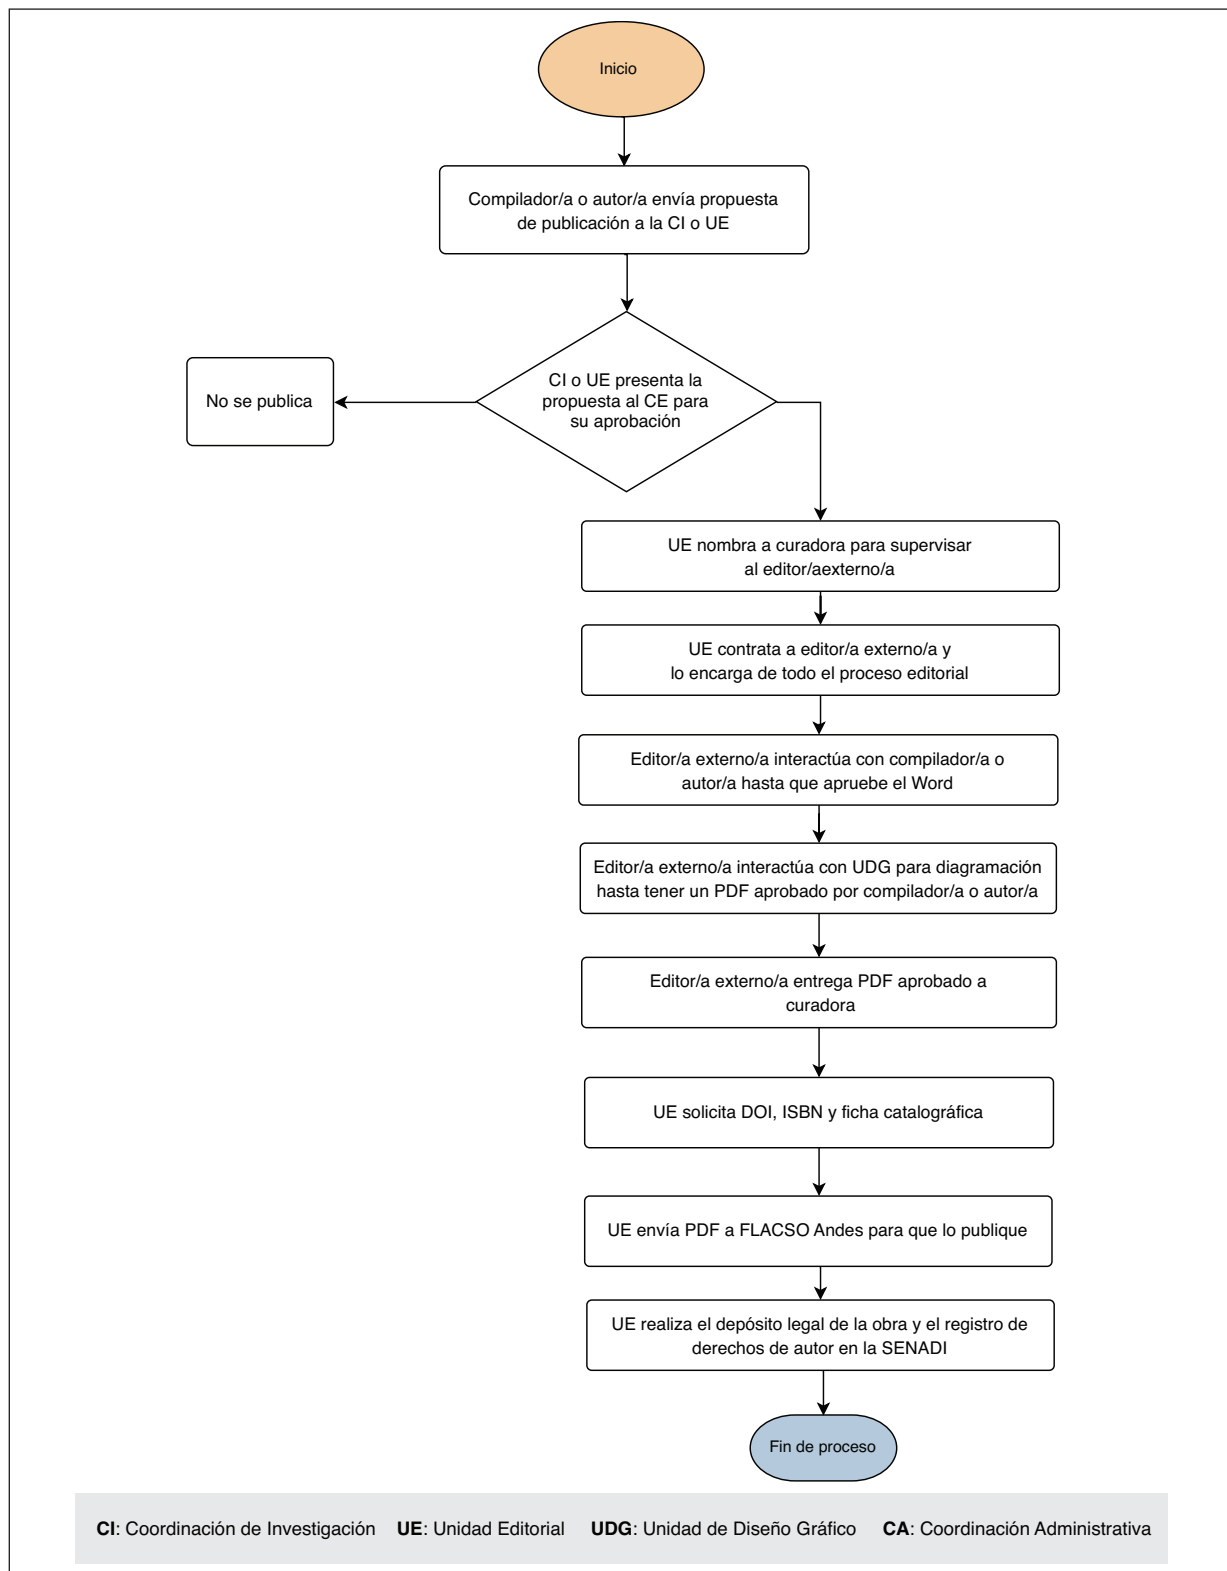 Inicio
Compilador/a o autor/a envía propuesta
de publicación a la CI o UE
CI o UE presenta la
propuesta al CE para
su aprobación
No se publica
UE nombra a curadora para supervisar
al editor/aexterno/a
UE contrata a editor/a externo/a y
lo encarga de todo el proceso editorial
Editor/a externo/a interactúa con compilador/a o
autor/a hasta que apruebe el Word
Editor/a externo/a interactúa con UDG para diagramación
hasta tener un PDF aprobado por compilador/a o autor/a
Editor/a externo/a entrega PDF aprobado a
curadora
UE solicita DOI, ISBN y ficha catalográfica
UE envía PDF a FLACSO Andes para que lo publique
UE realiza el depósito legal de la obra y el registro de
derechos de autor en la SENADI
Fin de proceso
CI: Coordinación de Investigación UE: Unidad Editorial UDG: Unidad de Diseño Gráfico CA: Coordinación Administrativa